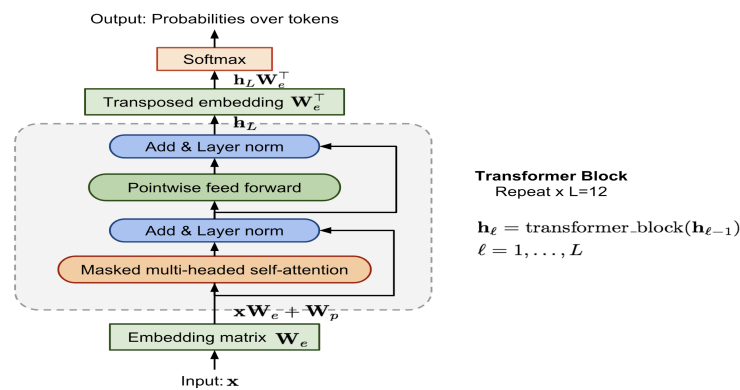 Output: Probabilities over tokens
Softmax
h_L W_e^⊤
Transposed embedding W_e^⊤
h_L
Add & Layer norm
Pointwise feed forward
Add & Layer norm
Masked multi-headed self-attention
xW_e + W_p
Embedding matrix W_e
Input: x
Transformer Block
Repeat x L=12
h_ℓ = transformer_block(h_{ℓ−1})
ℓ = 1, . . . , L